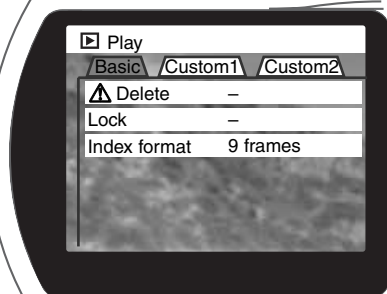 Play
Basic Custom1 Custom2
Delete –
Lock –
Index format 9 frames